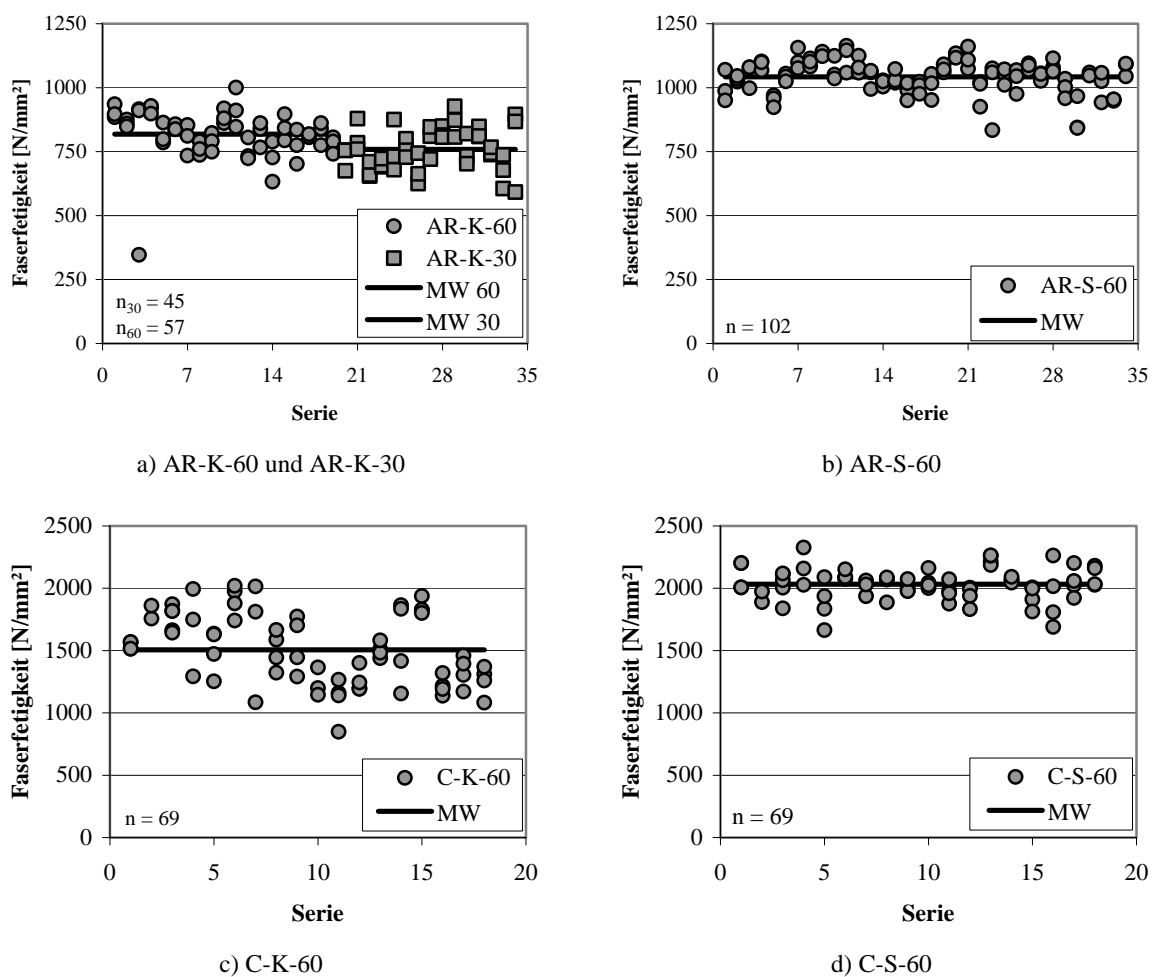 1250
1000
750
500
250
0
Faserfetigkeit [N/mm²]
AR-K-60
AR-K-30
MW 60
MW 30
n30 = 45
n60 = 57
0 7 14 21 28 35
Serie
a) AR-K-60 und AR-K-30
1250
1000
750
500
250
0
Faserfetigkeit [N/mm²]
AR-S-60
MW
n = 102
0 7 14 21 28 35
Serie
b) AR-S-60
2500
2000
1500
1000
500
0
Faserfetigkeit [N/mm²]
C-K-60
MW
n = 69
0 5 10 15 20
Serie
c) C-K-60
2500
2000
1500
1000
500
0
Faserfetigkeit [N/mm²]
C-S-60
MW
n = 69
0 5 10 15 20
Serie
d) C-S-60